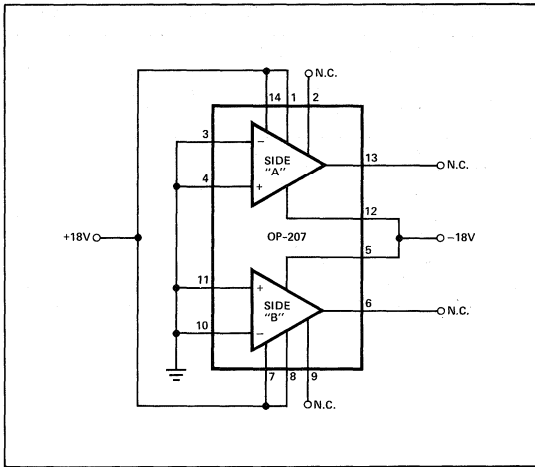 N.C.
14 1 2
3 − SIDE "A" 13 N.C.
4 +
12
+18V OP-207 −18V
5
11 + SIDE "B" 6 N.C.
10 −
7 8 9
N.C.